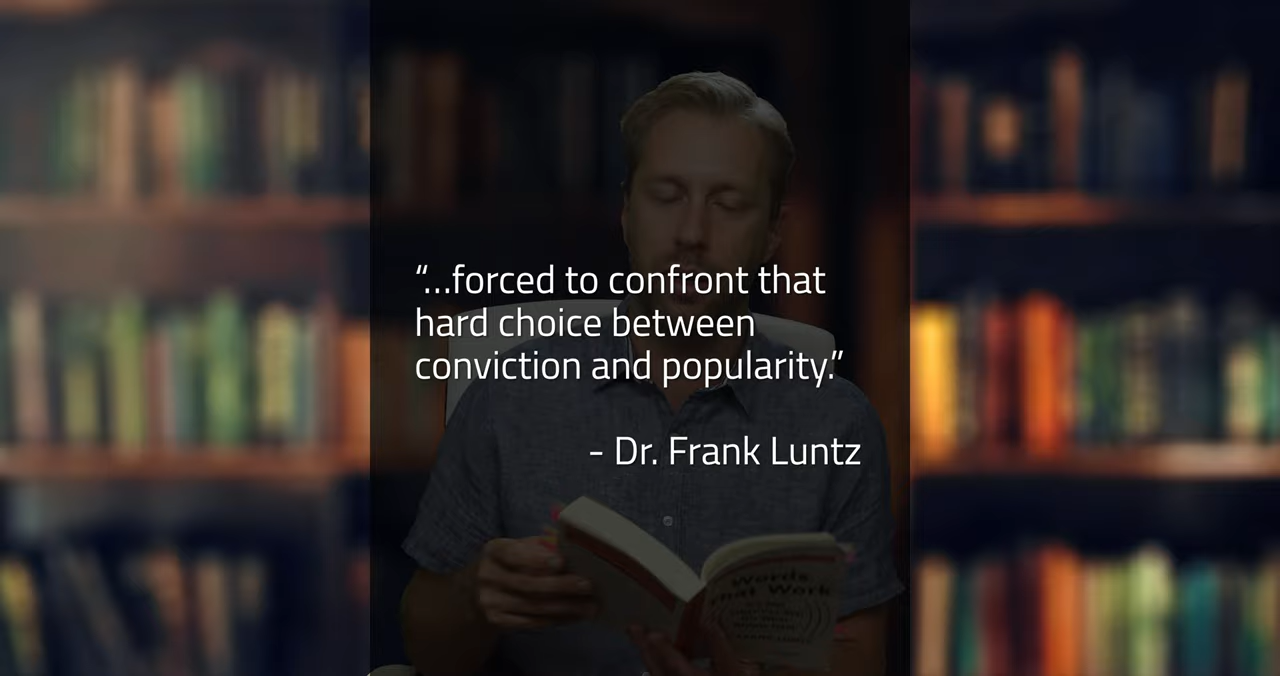 “...forced to confront that
hard choice between
conviction and popularity.”
- Dr. Frank Luntz
Words
that Work